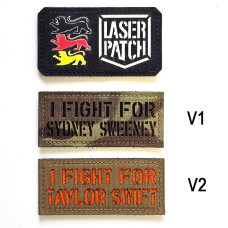 LASER
PATCH
I FIGHT FOR
SYDNEY SWEENEY
V1
I FIGHT FOR
TAYLOR SWIFT
V2